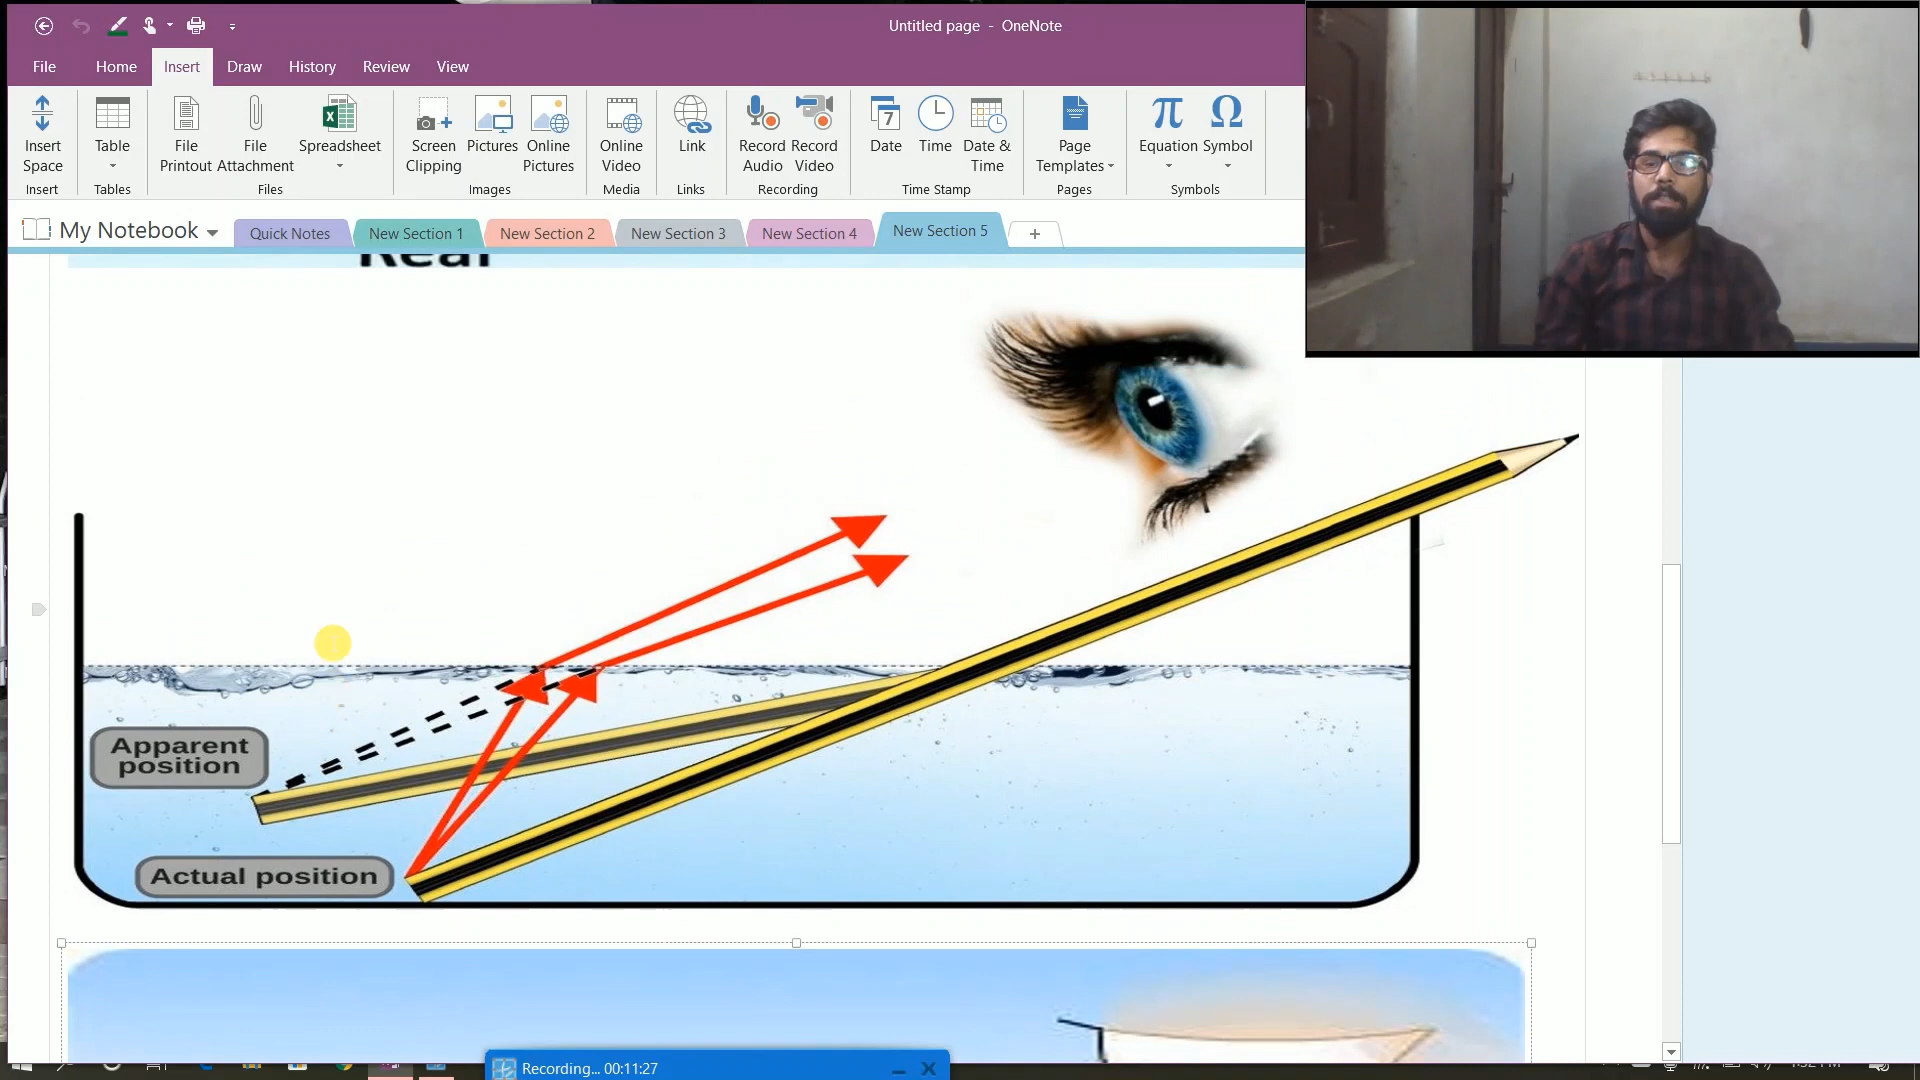 Untitled page - OneNote
File Home Insert Draw History Review View
Insert Space
Table
File Printout
File Attachment
Spreadsheet
Screen Clipping
Pictures
Online Pictures
Online Video
Link
Record Audio
Record Video
Date
Time
Date & Time
Page Templates
Equation
Symbol
Insert Tables Files Images Media Links Recording Time Stamp Pages Symbols
My Notebook Quick Notes New Section 1 New Section 2 New Section 3 New Section 4 New Section 5 +
Real
Apparent
position
Actual position
Recording... 00:11:27